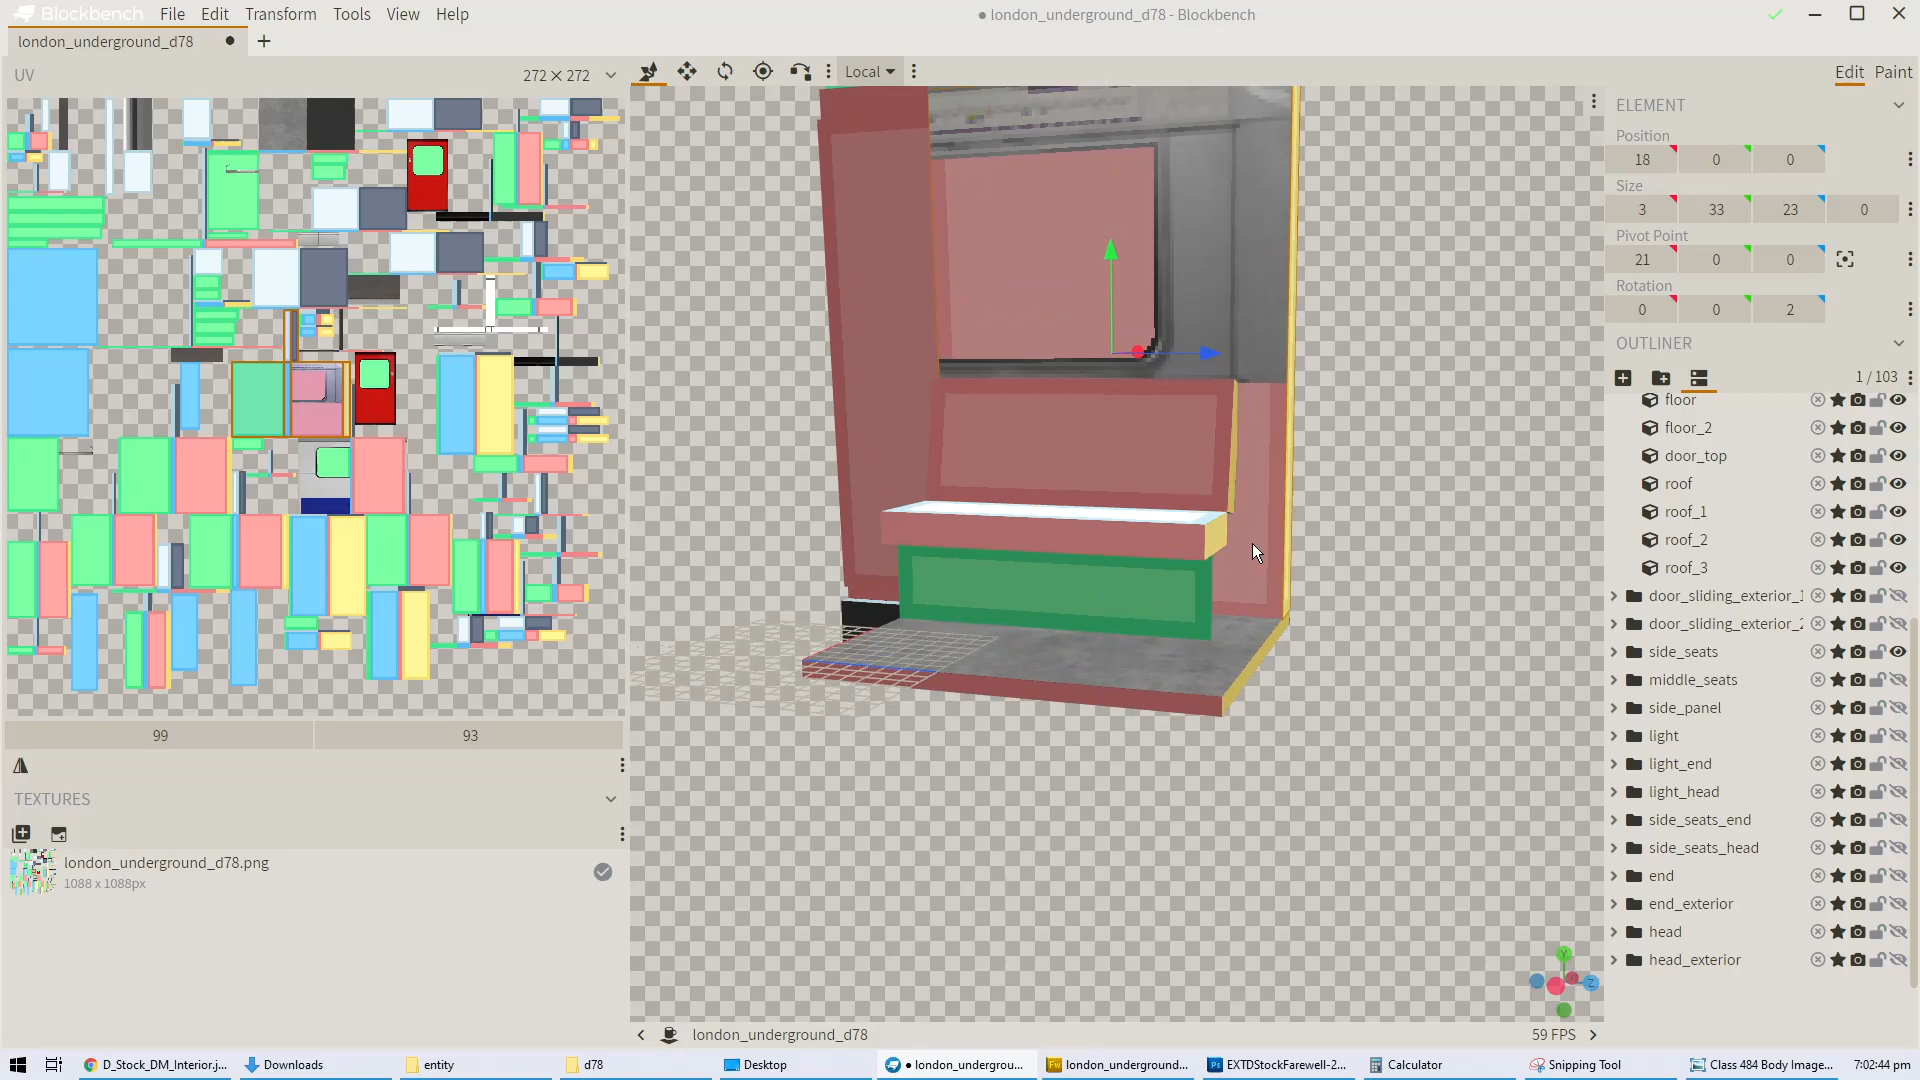 Blockbench File Edit Transform Tools View Help
● london_underground_d78 - Blockbench
london_underground_d78
UV
272 × 272
Local
Edit Paint
ELEMENT
Position
18 0 0
Size
3 33 23 0
Pivot Point
21 0 0
Rotation
0 0 2
OUTLINER
1 / 103
floor
floor_2
door_top
roof
roof_1
roof_2
roof_3
door_sliding_exterior_1
door_sliding_exterior_2
side_seats
middle_seats
side_panel
light
light_end
light_head
side_seats_end
side_seats_head
end
end_exterior
head
head_exterior
99 93
TEXTURES
london_underground_d78.png
1088 x 1088px
Y
Z
london_underground_d78
59 FPS
D_Stock_DM_Interior.j...
Downloads
entity
d78
Desktop
● london_undergrou...
Fw london_underground...
Ps EXTDStockFarewell-2...
Calculator
Snipping Tool
Class 484 Body Image...
7:02:44 pm